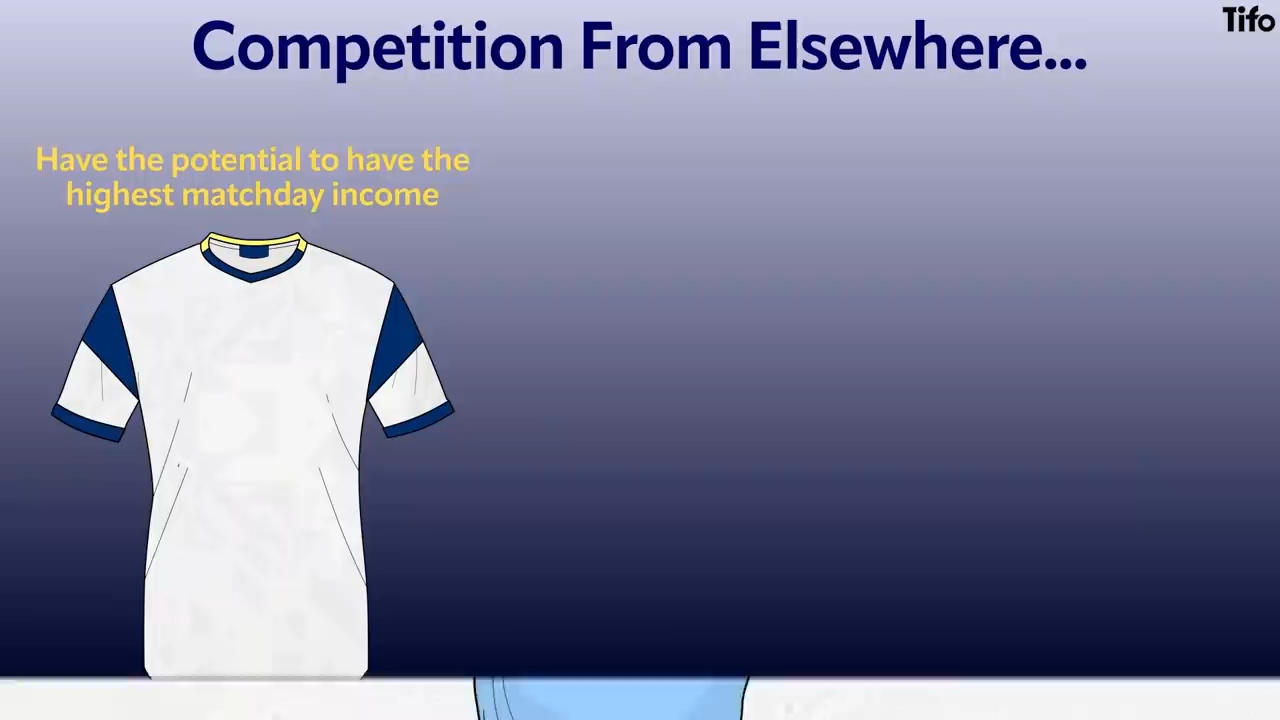 Tifo
Competition From Elsewhere...
Have the potential to have the
highest matchday income